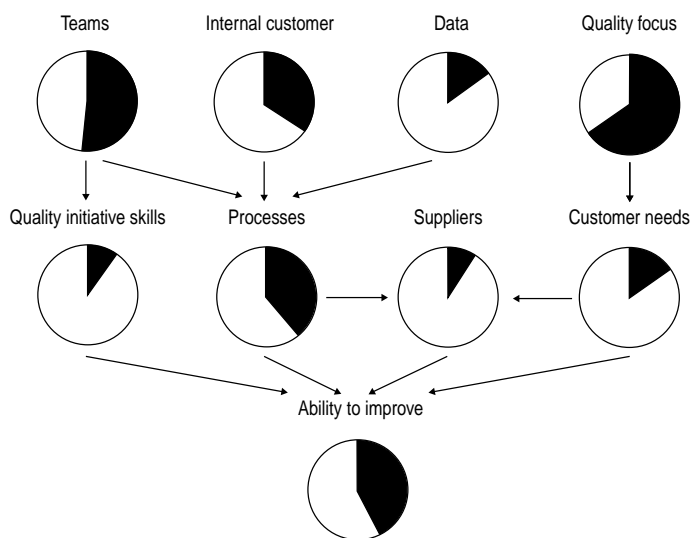 Teams
Internal customer
Data
Quality focus
Quality initiative skills
Processes
Suppliers
Customer needs
Ability to improve